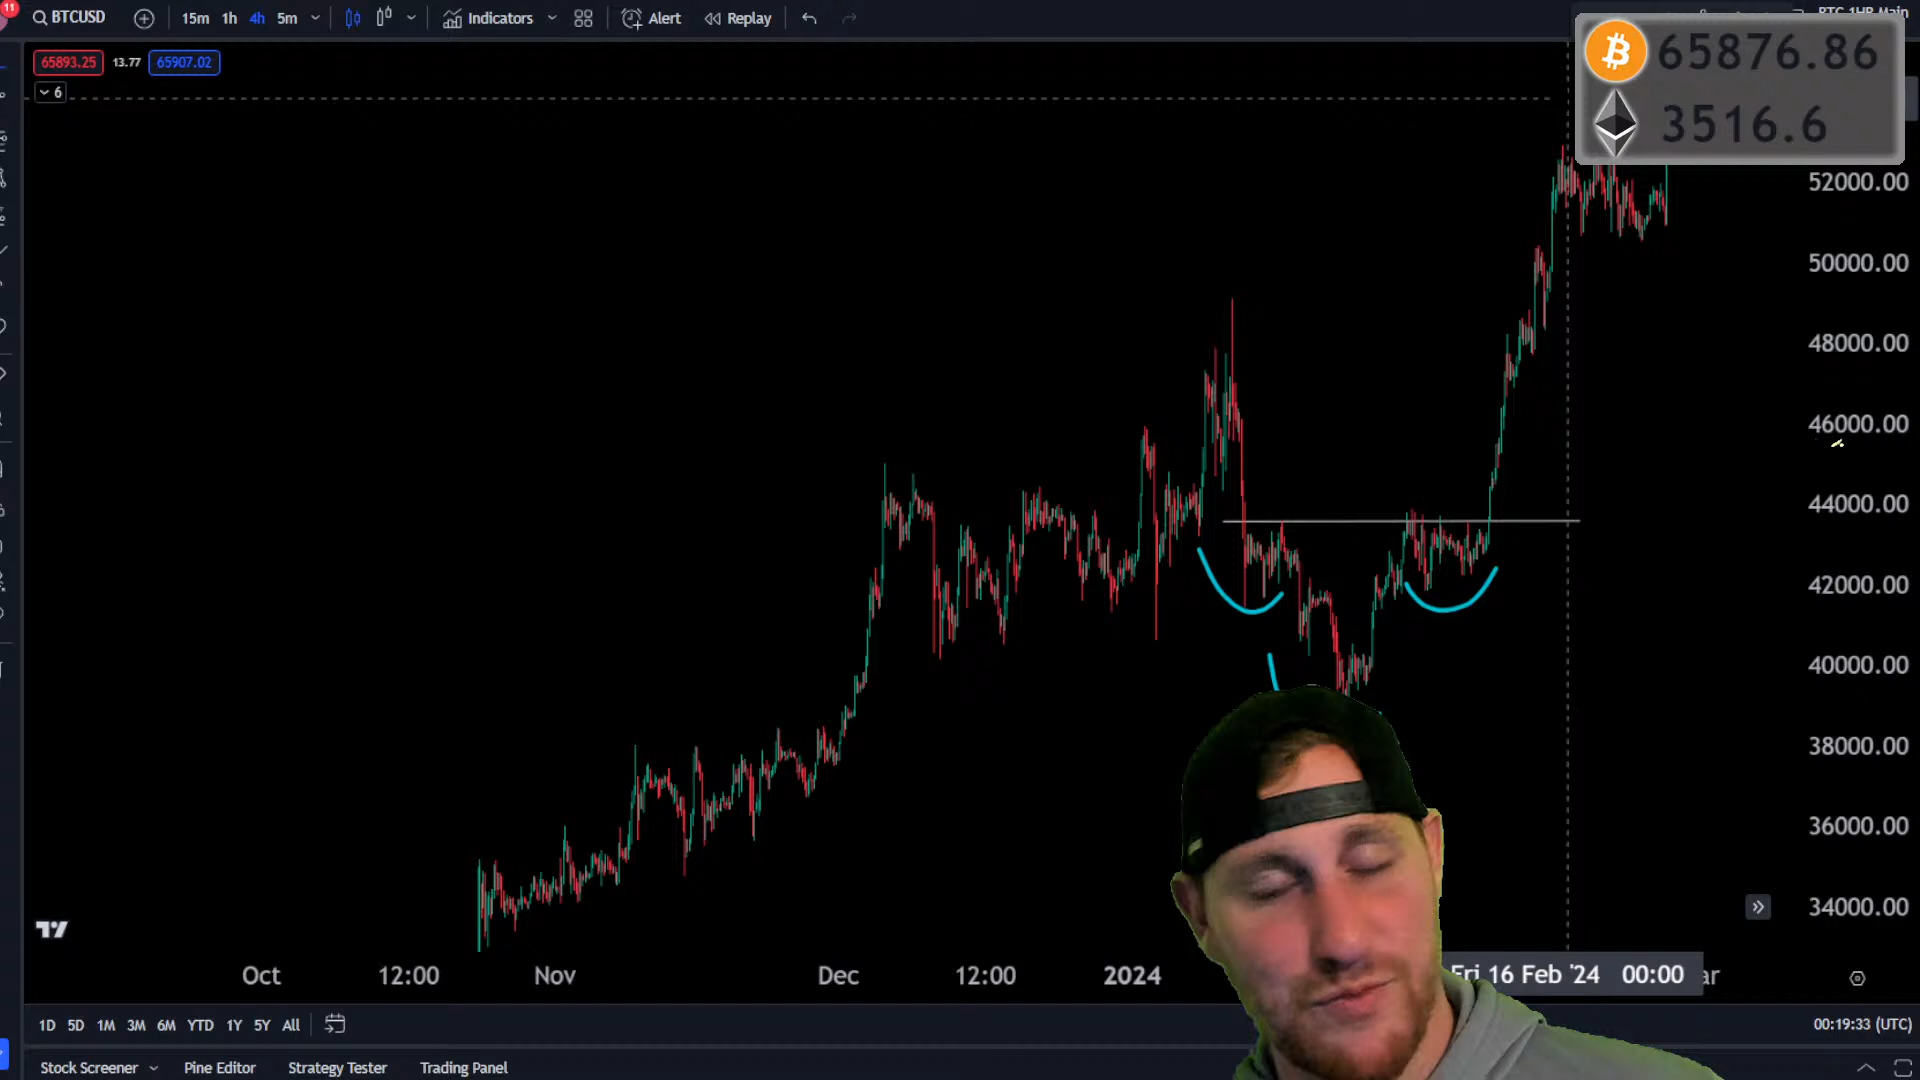 11
BTCUSD 15m 1h 4h 5m Indicators Alert Replay
65893.25 13.77 65907.02
6
65876.86
3516.6
52000.00
50000.00
48000.00
46000.00
44000.00
42000.00
40000.00
38000.00
36000.00
34000.00
Oct 12:00 Nov Dec 12:00 2024 Fri 16 Feb '24 00:00 ar
1D 5D 1M 3M 6M YTD 1Y 5Y All 00:19:33 (UTC)
Stock Screener Pine Editor Strategy Tester Trading Panel